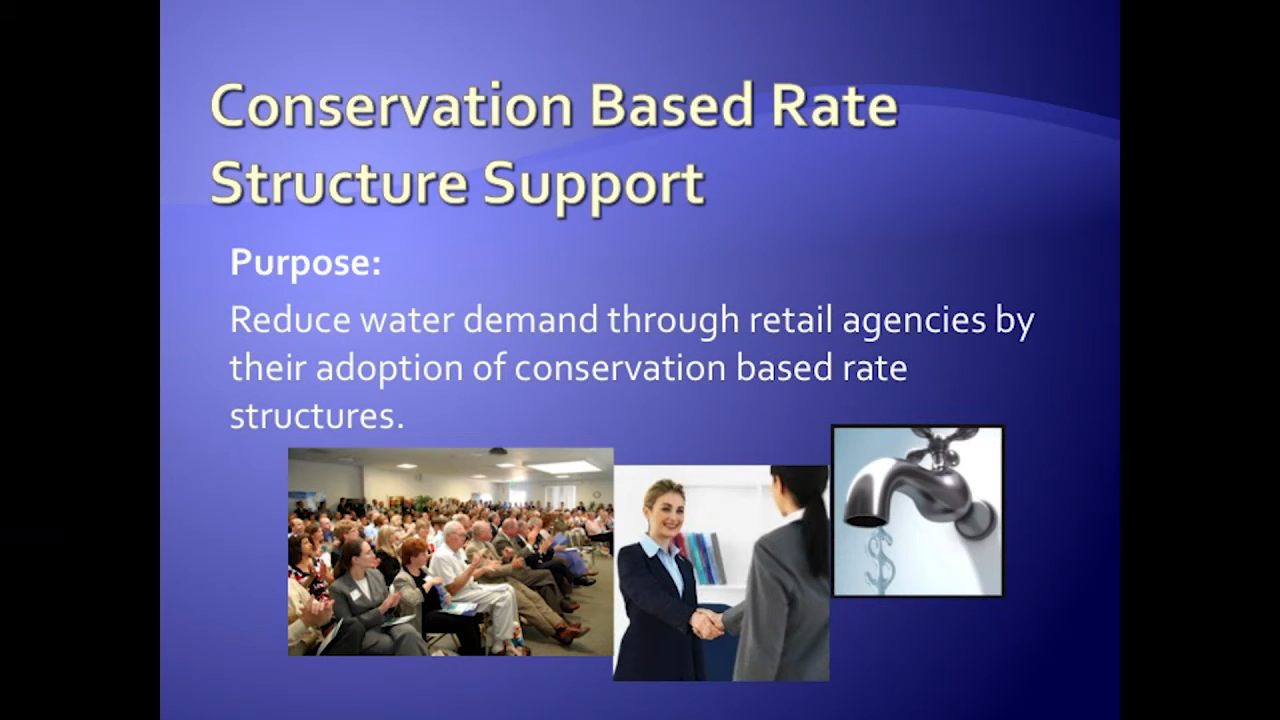 Conservation Based Rate
Structure Support
Purpose:
Reduce water demand through retail agencies by
their adoption of conservation based rate
structures.
$